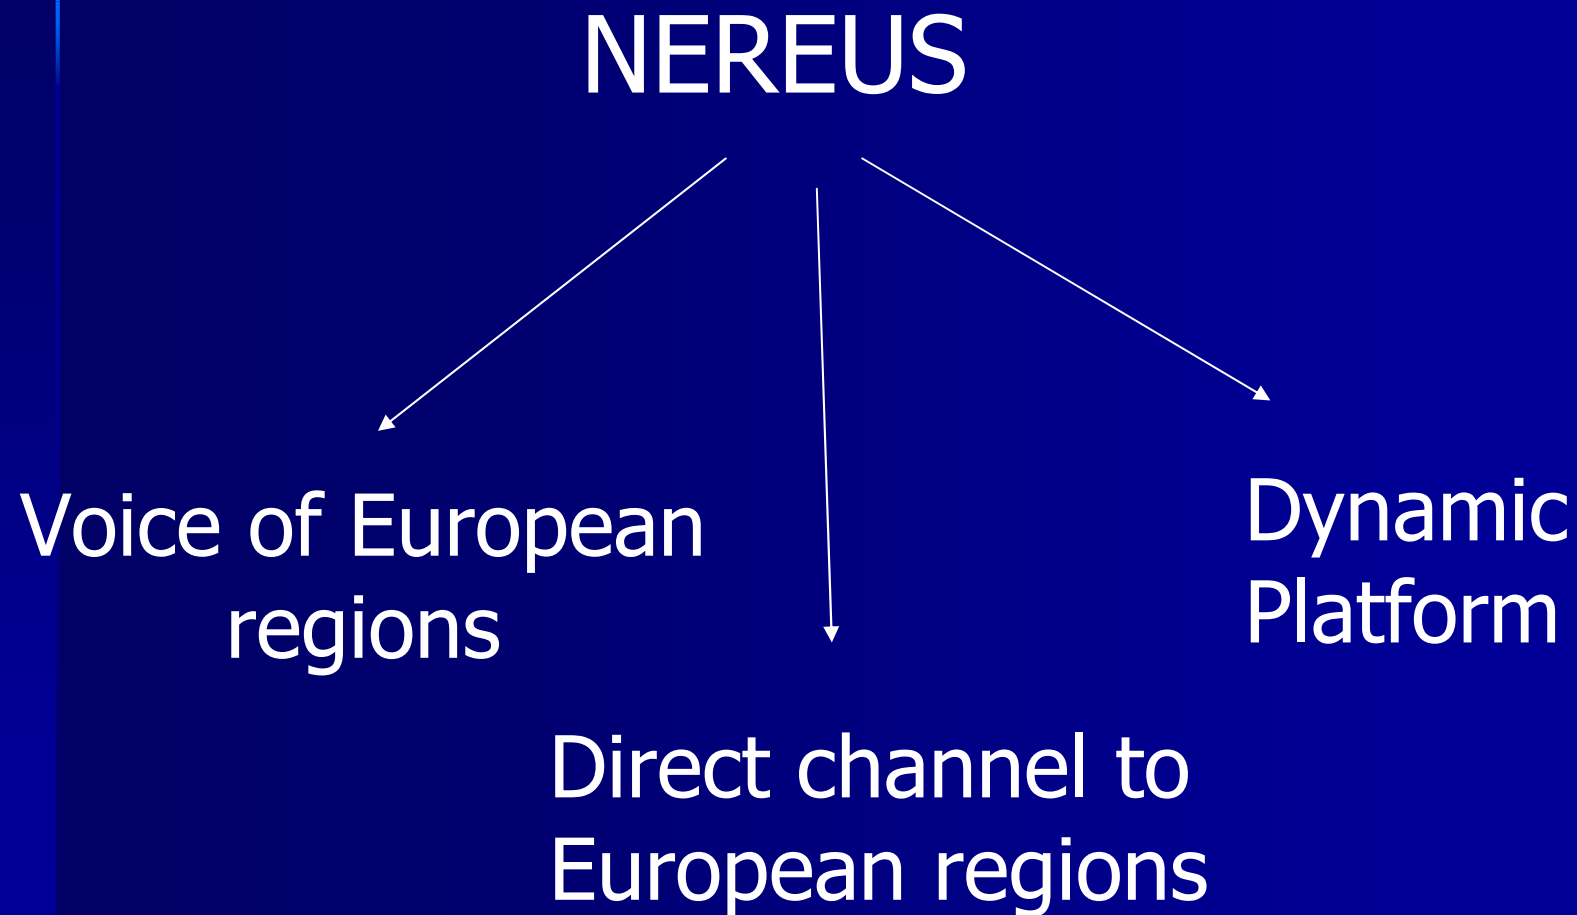 NEREUS
Voice of European
regions
Dynamic
Platform
Direct channel to
European regions